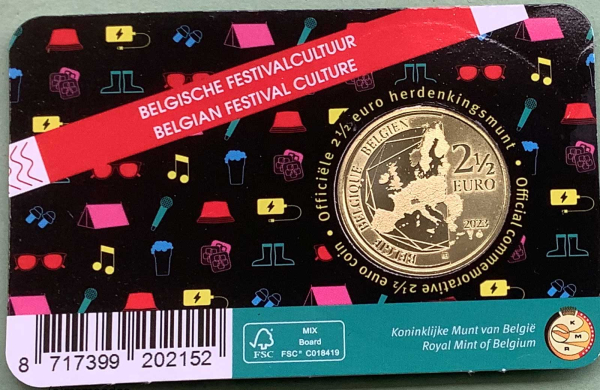 BELGISCHE FESTIVALCULTUUR
BELGIAN FESTIVAL CULTURE
• Officiële 2½ euro herdenkingsmunt •
Official commemorative 2½ euro coin
BELGIQUE BELGIEN
BELGIE
2½
EURO
2023
8 717399 202152
FSC
MIX
Board
FSC® C018419
Koninklijke Munt van België
Royal Mint of Belgium
KMR